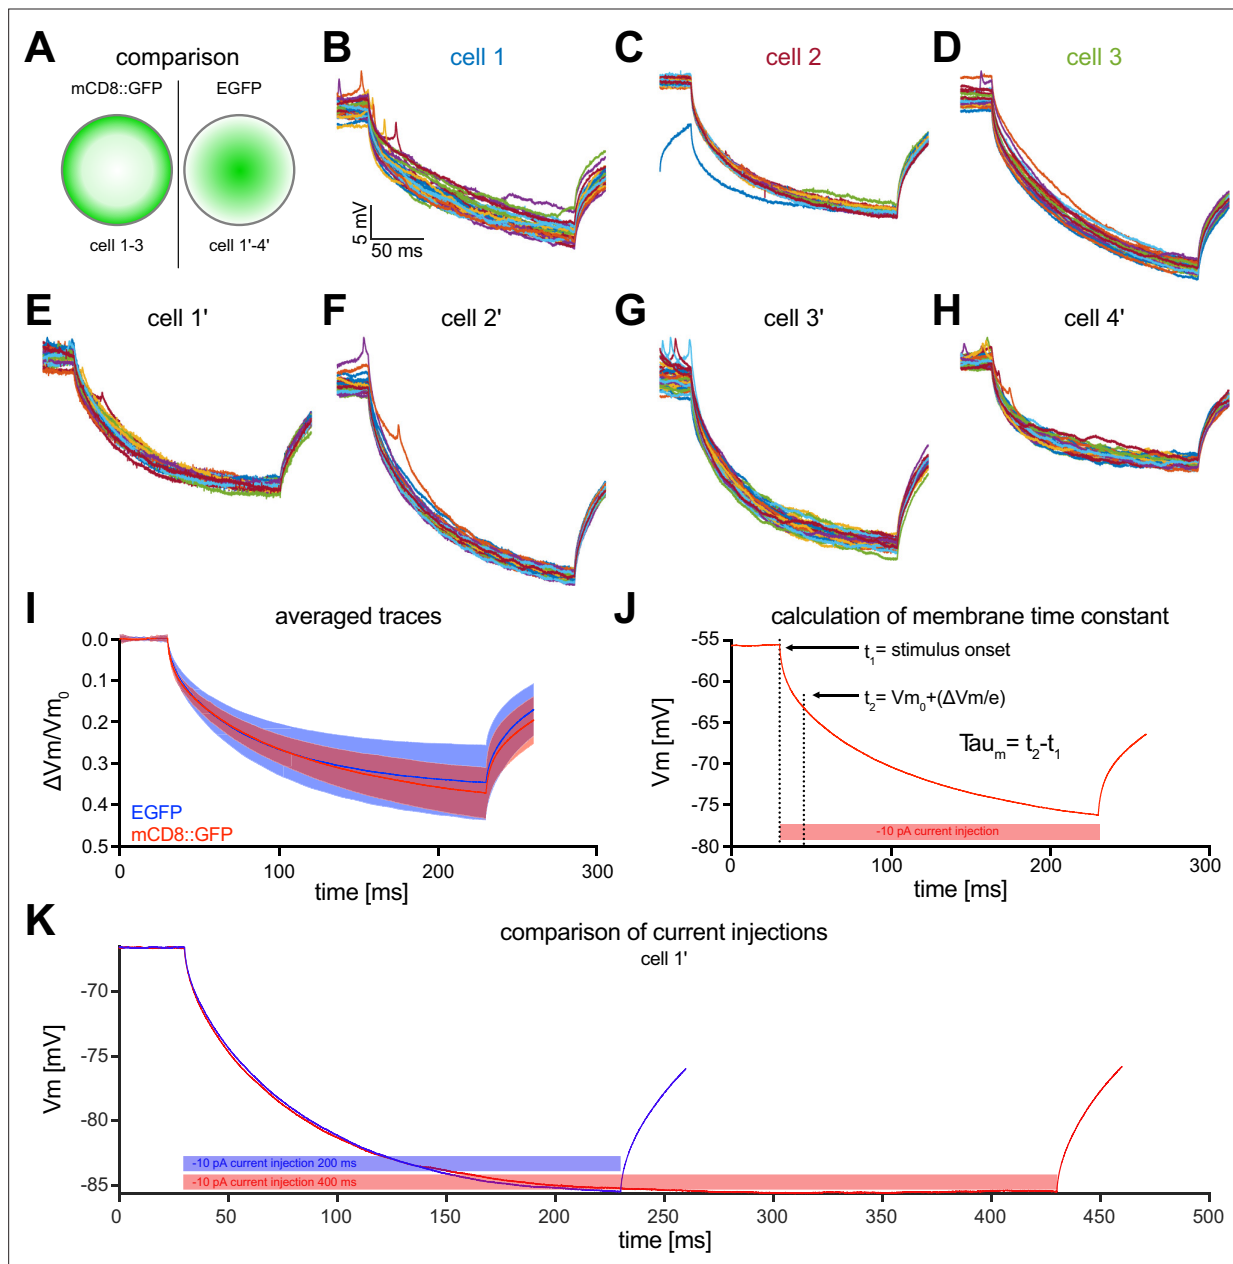 A
comparison
mCD8::GFP
EGFP
cell 1-3
cell 1'-4'
B
cell 1
5 mV
50 ms
C
cell 2
D
cell 3
E
cell 1'
F
cell 2'
G
cell 3'
H
cell 4'
I
averaged traces
0.0
0.1
0.2
0.3
0.4
0.5
ΔVm/Vm0
EGFP
mCD8::GFP
0
100
200
300
time [ms]
J
calculation of membrane time constant
-55
-60
-65
-70
-75
-80
Vm [mV]
t1= stimulus onset
t2= Vm0+(ΔVm/e)
Taum= t2-t1
-10 pA current injection
0
100
200
300
time [ms]
K
comparison of current injections
cell 1'
-70
-75
-80
-85
Vm [mV]
-10 pA current injection 200 ms
-10 pA current injection 400 ms
0
50
100
150
200
260
300
350
400
450
500
time [ms]